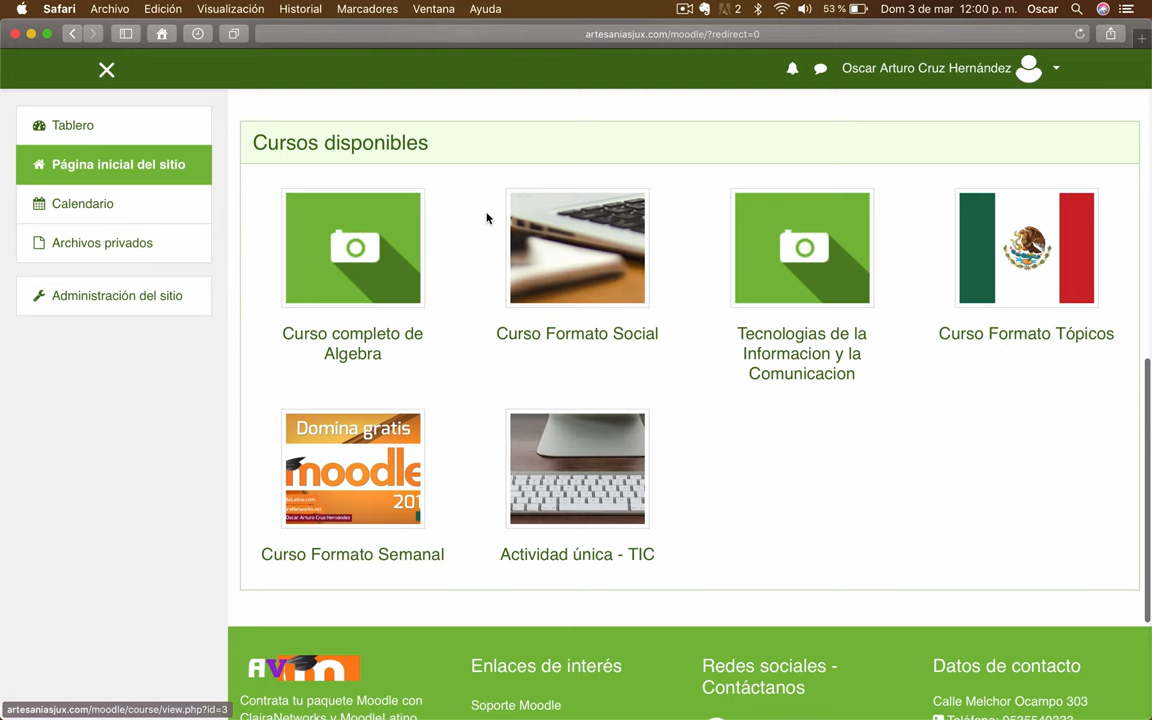 Safari Archivo Edición Visualización Historial Marcadores Ventana Ayuda 2 53 % Dom 3 de mar 12:00 p. m. Oscar
artesaniasjux.com/moodle/?redirect=0
Oscar Arturo Cruz Hernández
Tablero
Página inicial del sitio
Calendario
Archivos privados
Administración del sitio
Cursos disponibles
Curso completo de
Algebra
Curso Formato Social
Tecnologias de la
Informacion y la
Comunicacion
Curso Formato Tópicos
Domina gratis
moodle
201
Oscar Arturo Cruz Hernández
Curso Formato Semanal
Actividad única - TIC
Contrata tu paquete Moodle con
ClairaNetworks y MoodleLatino
Enlaces de interés
Soporte Moodle
Redes sociales -
Contáctanos
Datos de contacto
Calle Melchor Ocampo 303
artesaniasjux.com/moodle/course/view.php?id=3